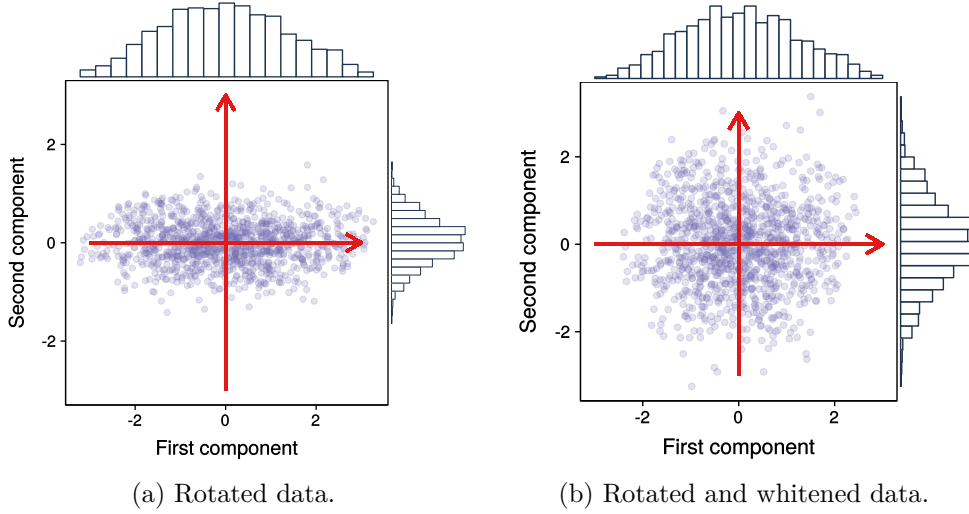 2
0
-2
Second component
-2
0
2
First component
(a) Rotated data.
2
0
-2
Second component
-2
0
2
First component
(b) Rotated and whitened data.